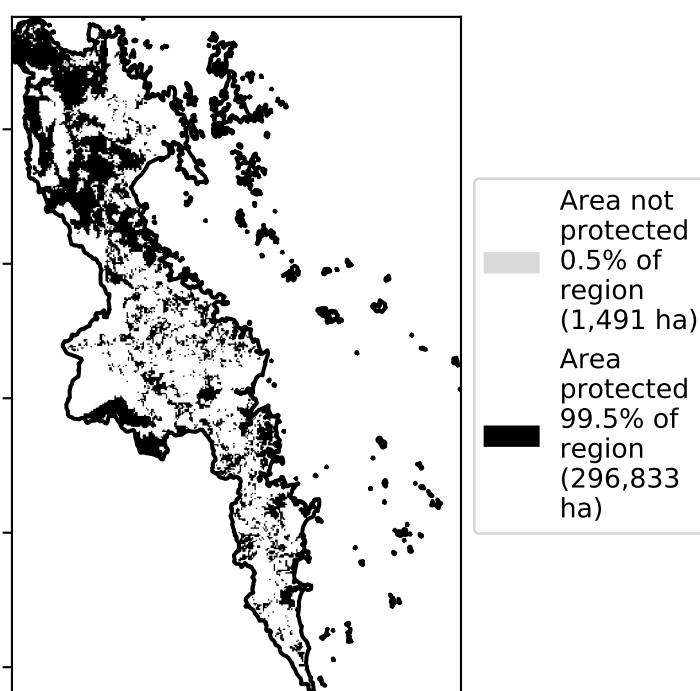 Area not
protected
0.5% of
region
(1,491 ha)
Area
protected
99.5% of
region
(296,833
ha)